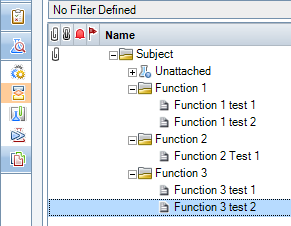 No Filter Defined
Name
Subject
Unattached
Function 1
Function 1 test 1
Function 1 test 2
Function 2
Function 2 Test 1
Function 3
Function 3 test 1
Function 3 test 2